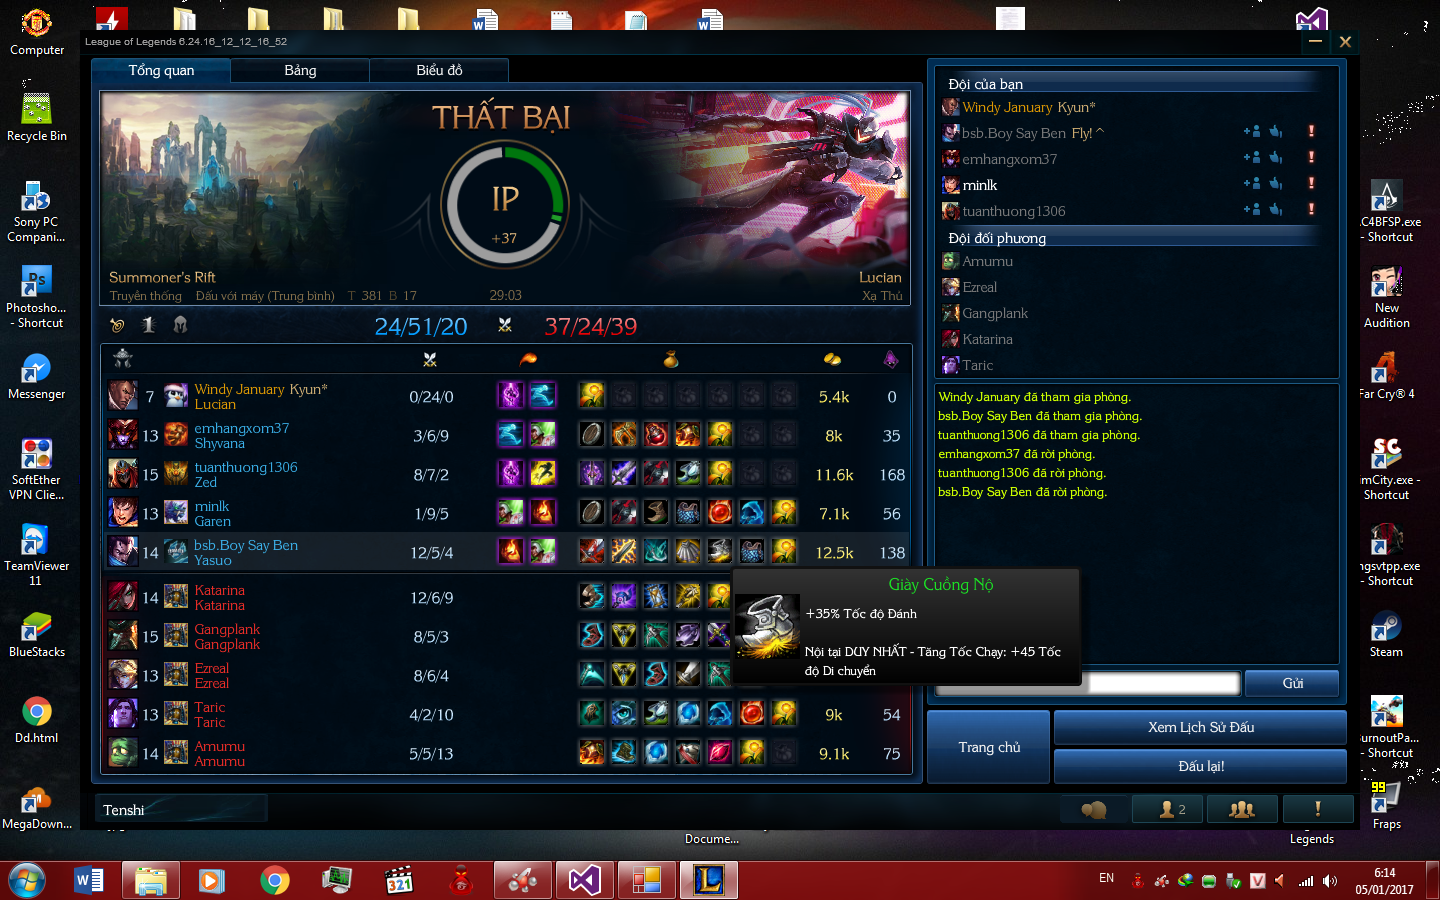 League of Legends 6.24.16_12_12_16_52
Tổng quan
Bảng
Biểu đồ
THẤT BẠI
IP
+37
Summoner's Rift
Lucian
Truyền thống Đấu với máy (Trung bình) T 381 B 17
29:03
Xạ Thủ
1
24/51/20
37/24/39
7 Windy January Kyun* 0/24/0 5.4k 0
Lucian
13 emhangxom37 3/6/9 8k 35
Shyvana
15 tuanthuong1306 8/7/2 11.6k 168
Zed
13 minlk 1/9/5 7.1k 56
Garen
14 bsb.Boy Say Ben 12/5/4 12.5k 138
Yasuo
14 Katarina 12/6/9
Katarina
15 Gangplank 8/5/3
Gangplank
13 Ezreal 8/6/4
Ezreal
13 Taric 4/2/10 9k 54
Taric
14 Amumu 5/5/13 9.1k 75
Amumu
Giày Cuồng Nộ
+35% Tốc độ Đánh
Nội tại DUY NHẤT - Tăng Tốc Chạy: +45 Tốc
độ Di chuyển
Đội của bạn
Windy January Kyun*
bsb.Boy Say Ben Fly! ^
emhangxom37
minlk
tuanthuong1306
Đội đối phương
Amumu
Ezreal
Gangplank
Katarina
Taric
Windy January đã tham gia phòng.
bsb.Boy Say Ben đã tham gia phòng.
tuanthuong1306 đã tham gia phòng.
emhangxom37 đã rời phòng.
tuanthuong1306 đã rời phòng.
bsb.Boy Say Ben đã rời phòng.
Gửi
Trang chủ
Xem Lịch Sử Đấu
Đấu lại!
Tenshi
2
Computer
Recycle Bin
Sony PC
Compani...
Photosho...
- Shortcut
Messenger
SoftEther
VPN Clie...
TeamViewer
11
BlueStacks
Dd.html
MegaDown...
Docume...
Legends
C4BFSP.exe
- Shortcut
New
Audition
Far Cry® 4
imCity.exe -
Shortcut
ngsvtpp.exe
- Shortcut
Steam
urnoutPa...
- Shortcut
99
Fraps
321
EN
6:14
05/01/2017